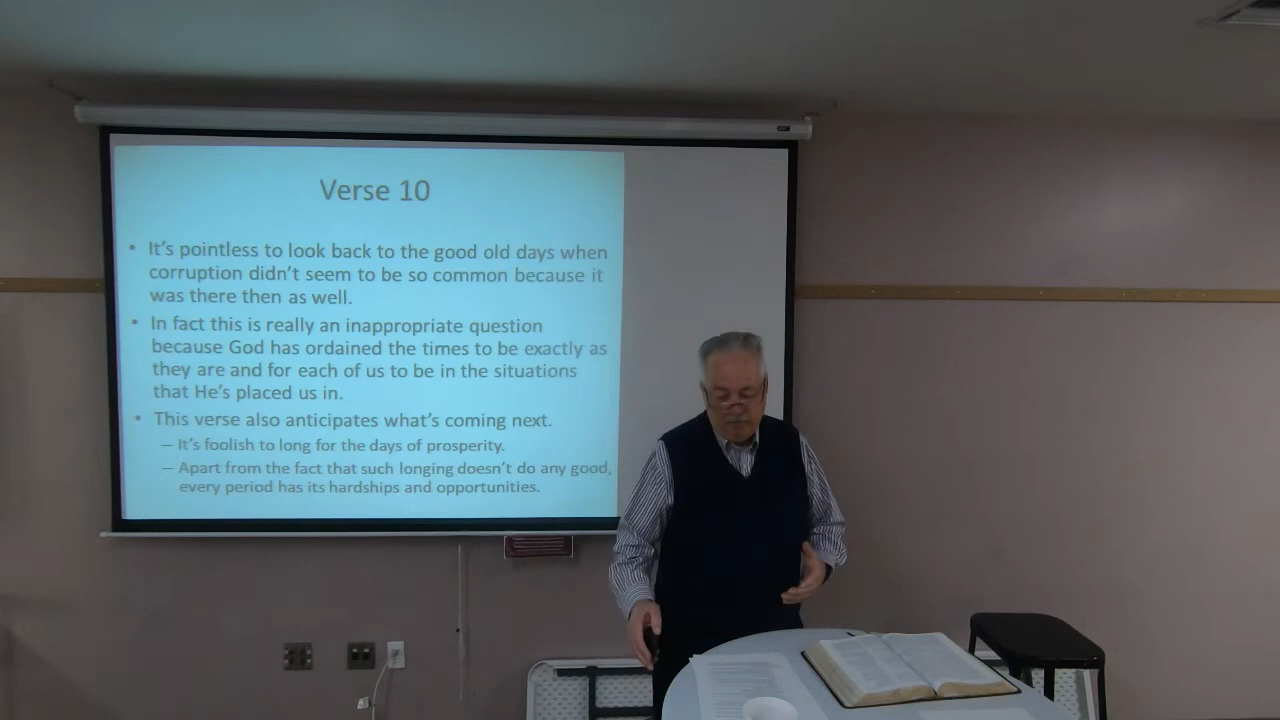 Verse 10
• It's pointless to look back to the good old days when
corruption didn't seem to be so common because it
was there then as well.
• In fact this is really an inappropriate question
because God has ordained the times to be exactly as
they are and for each of us to be in the situations
that He's placed us in.
• This verse also anticipates what's coming next.
– It's foolish to long for the days of prosperity.
– Apart from the fact that such longing doesn't do any good,
every period has its hardships and opportunities.